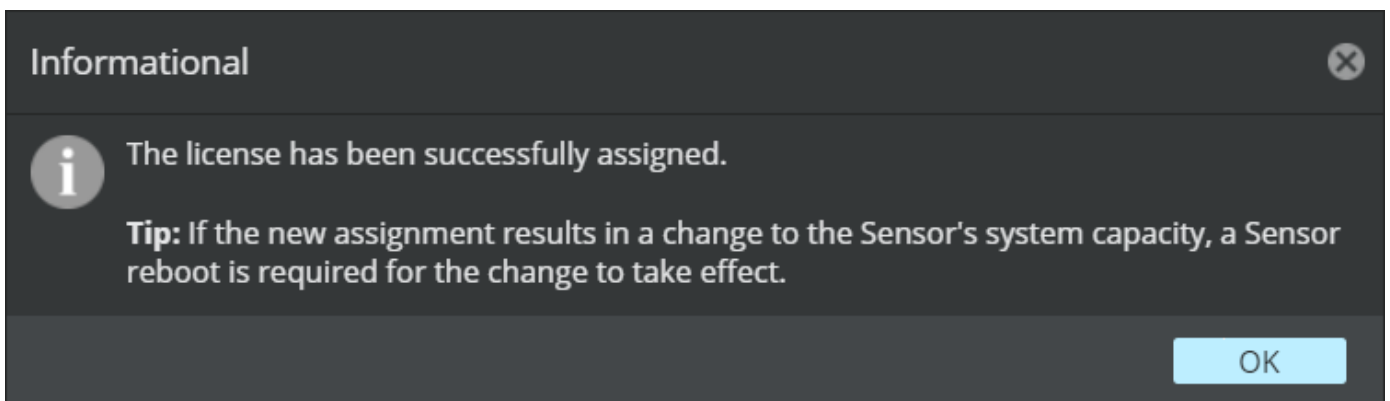 Informational
The license has been successfully assigned.
Tip: If the new assignment results in a change to the Sensor's system capacity, a Sensor
reboot is required for the change to take effect.
OK